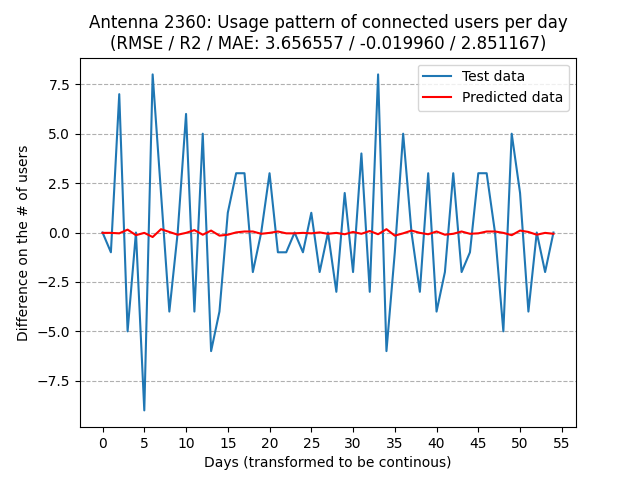 Antenna 2360: Usage pattern of connected users per day
(RMSE / R2 / MAE: 3.656557 / -0.019960 / 2.851167)
Test data
Predicted data
Difference on the # of users
7.5
5.0
2.5
0.0
−2.5
−5.0
−7.5
0 5 10 15 20 25 30 35 40 45 50 55
Days (transformed to be continous)